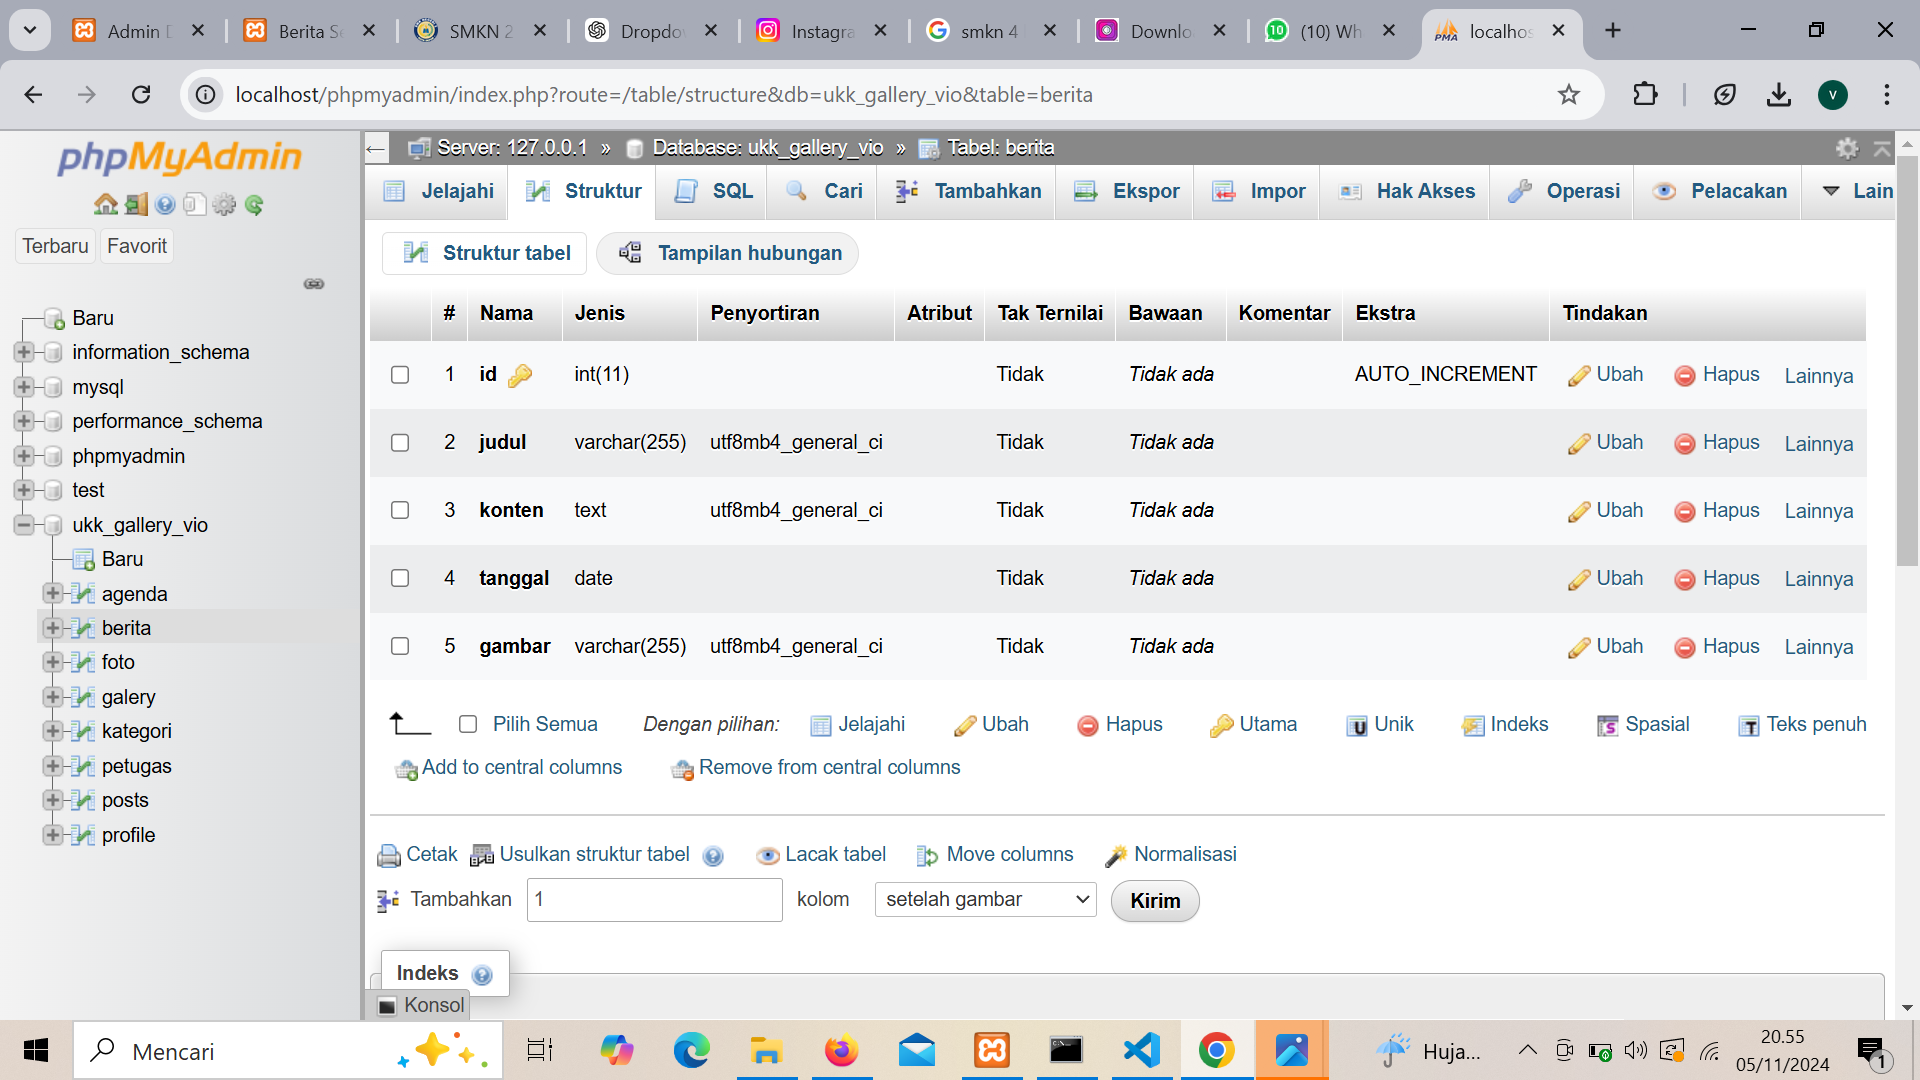 Admin D
Berita Se
SMKN 2
Dropdo
Instagra
smkn 4
Downlo
(10) Wh
localhos
localhost/phpmyadmin/index.php?route=/table/structure&db=ukk_gallery_vio&table=berita
V
phpMyAdmin
Terbaru
Favorit
Baru
information_schema
mysql
performance_schema
phpmyadmin
test
ukk_gallery_vio
Baru
agenda
berita
foto
galery
kategori
petugas
posts
profile
Server: 127.0.0.1 » Database: ukk_gallery_vio » Tabel: berita
Jelajahi Struktur SQL Cari Tambahkan Ekspor Impor Hak Akses Operasi Pelacakan Lain
Struktur tabel Tampilan hubungan
# Nama Jenis Penyortiran Atribut Tak Ternilai Bawaan Komentar Ekstra Tindakan
1 id int(11) Tidak Tidak ada AUTO_INCREMENT Ubah Hapus Lainnya
2 judul varchar(255) utf8mb4_general_ci Tidak Tidak ada Ubah Hapus Lainnya
3 konten text utf8mb4_general_ci Tidak Tidak ada Ubah Hapus Lainnya
4 tanggal date Tidak Tidak ada Ubah Hapus Lainnya
5 gambar varchar(255) utf8mb4_general_ci Tidak Tidak ada Ubah Hapus Lainnya
Pilih Semua Dengan pilihan: Jelajahi Ubah Hapus Utama Unik Indeks Spasial Teks penuh
Add to central columns Remove from central columns
Cetak Usulkan struktur tabel Lacak tabel Move columns Normalisasi
Tambahkan 1 kolom setelah gambar Kirim
Indeks
Konsol
Mencari
Huja...
20.55
05/11/2024
1